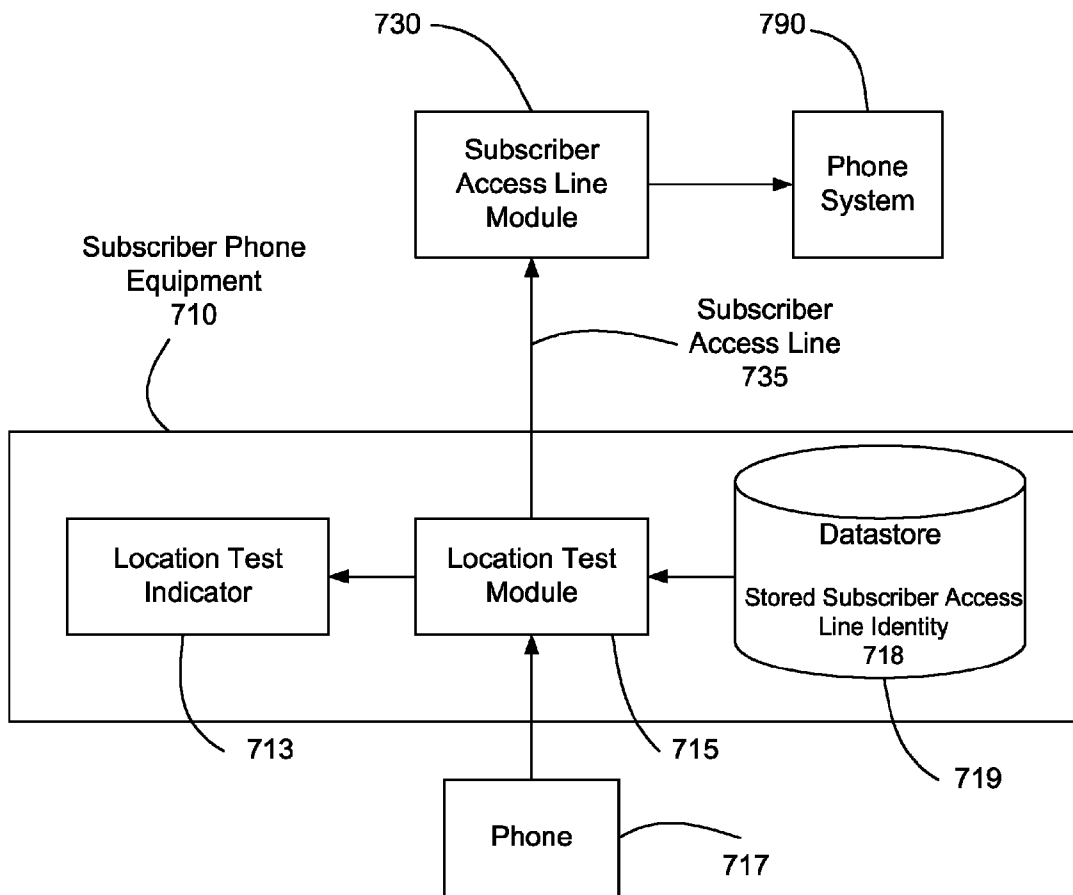 730
790
Subscriber
Access Line
Module
Phone
System
Subscriber Phone
Equipment
710
Subscriber
Access Line
735
Location Test
Indicator
Location Test
Module
Datastore
Stored Subscriber Access
Line Identity
718
713
715
719
Phone
717